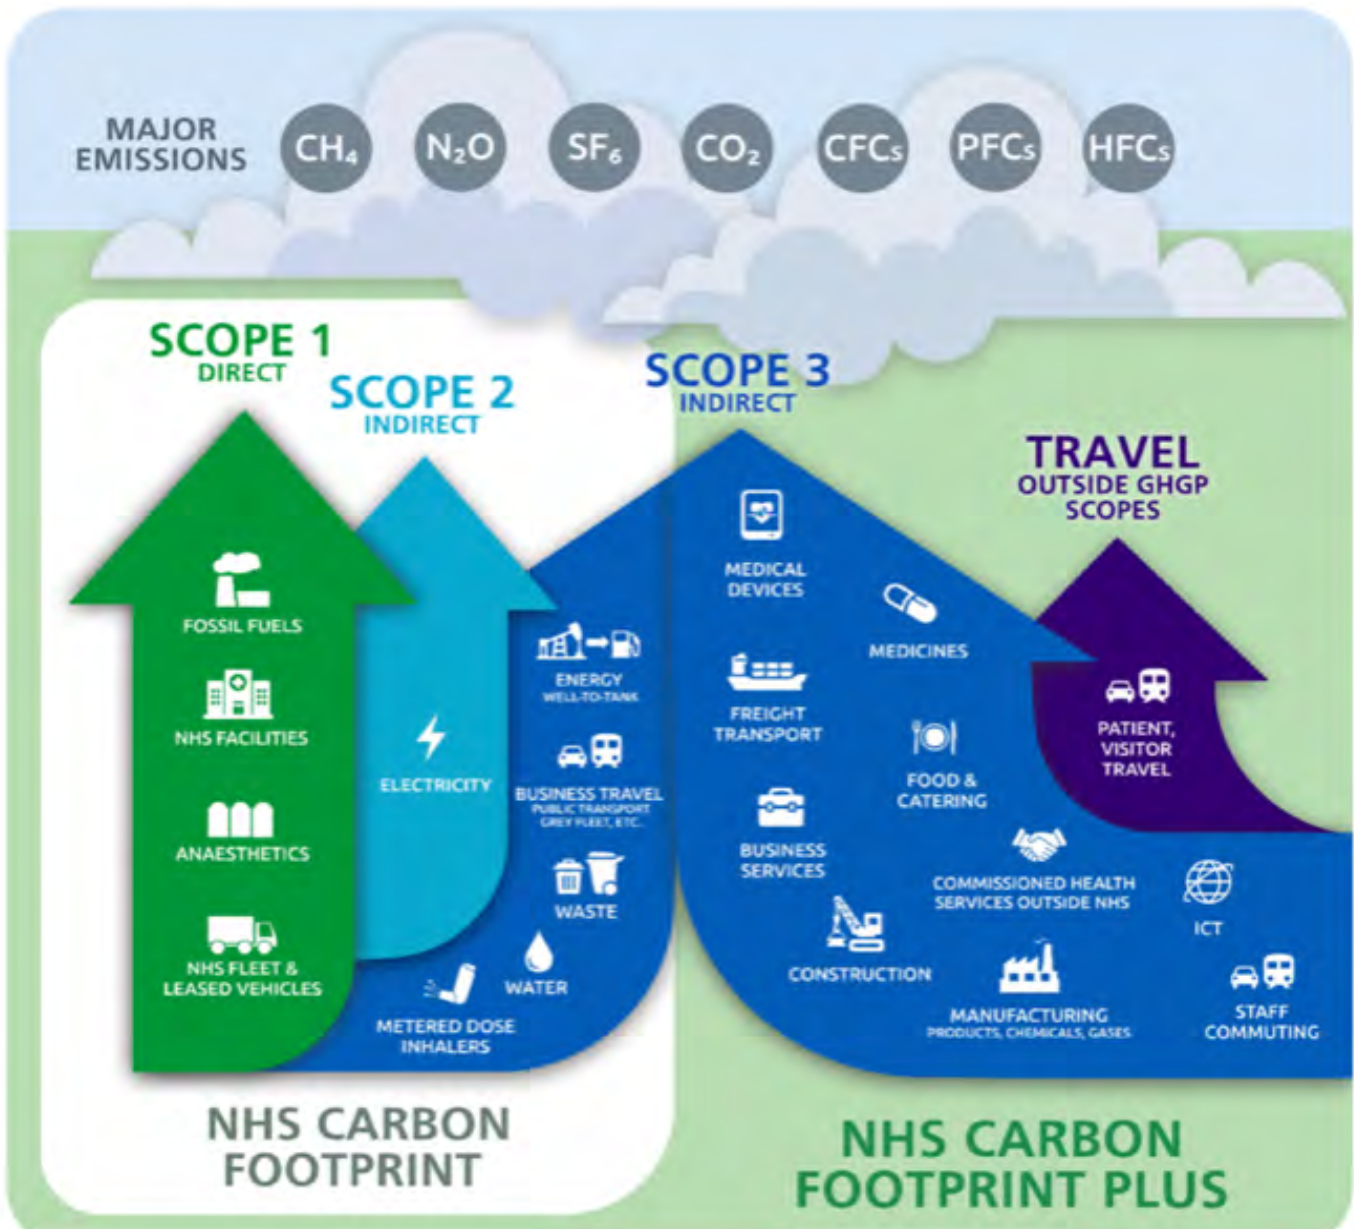 MAJOR
EMISSIONS
CH₄
N₂O
SF₆
CO₂
CFCs
PFCs
HFCs
SCOPE 1
DIRECT
SCOPE 2
INDIRECT
SCOPE 3
INDIRECT
TRAVEL
OUTSIDE GHGP
SCOPES
FOSSIL FUELS
NHS FACILITIES
ANAESTHETICS
NHS FLEET &
LEASED VEHICLES
ELECTRICITY
ENERGY
WELL-TO-TANK
BUSINESS TRAVEL
PUBLIC TRANSPORT
GREY FLEET, ETC.
WASTE
WATER
METERED DOSE
INHALERS
MEDICAL
DEVICES
MEDICINES
FREIGHT
TRANSPORT
FOOD &
CATERING
BUSINESS
SERVICES
COMMISSIONED HEALTH
SERVICES OUTSIDE NHS
CONSTRUCTION
MANUFACTURING
PRODUCTS, CHEMICALS, GASES
ICT
STAFF
COMMUTING
PATIENT,
VISITOR
TRAVEL
NHS CARBON
FOOTPRINT
NHS CARBON
FOOTPRINT PLUS